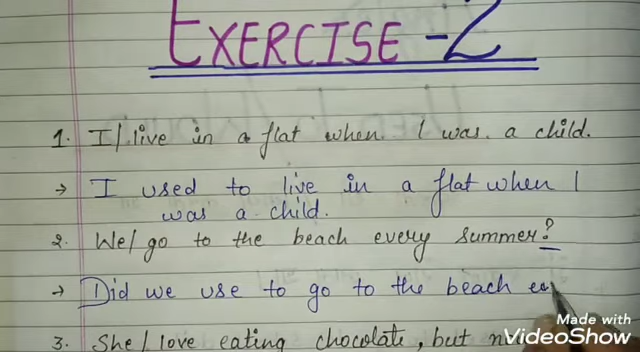 EXERCISE - 2
1. I/live in a flat when I was a child.
→ I used to live in a flat when I
was a child.
2. We/go to the beach every summer?
→ Did we use to go to the beach
3. She/love eating chocolate, but
Made with
VideoShow